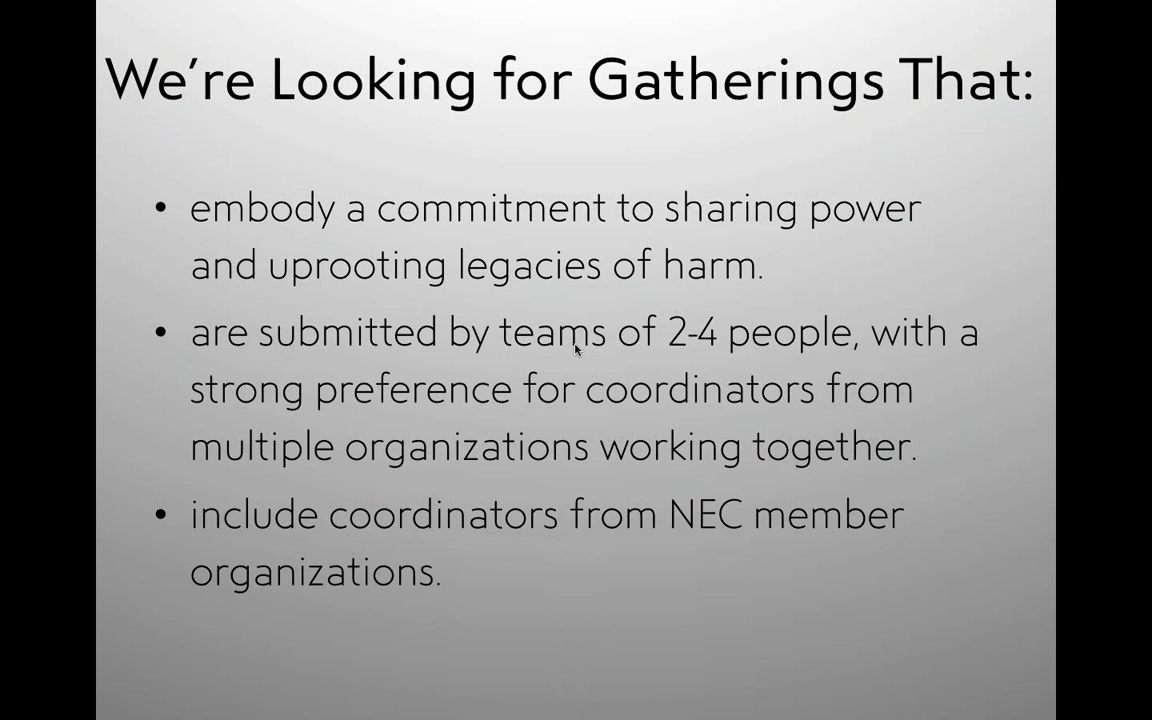 We're Looking for Gatherings That:
• embody a commitment to sharing power
and uprooting legacies of harm.
• are submitted by teams of 2-4 people, with a
strong preference for coordinators from
multiple organizations working together.
• include coordinators from NEC member
organizations.